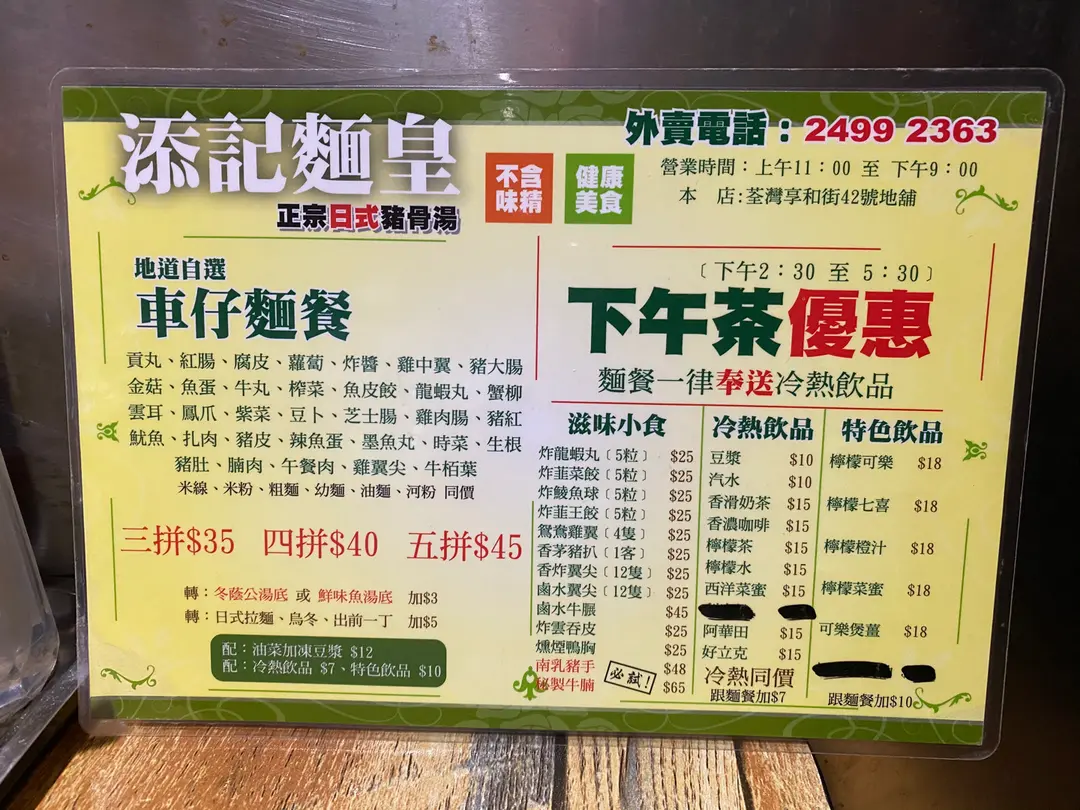 添記麵皇
正宗日式豬骨湯
不含
味精
健康
美食
外賣電話：2499 2363
營業時間：上午11：00 至 下午9：00
本 店:荃灣享和街42號地舖
地道自選
車仔麵餐
貢丸、紅腸、腐皮、蘿蔔、炸醬、雞中翼、豬大腸
金菇、魚蛋、牛丸、榨菜、魚皮餃、龍蝦丸、蟹柳
雲耳、鳳爪、紫菜、豆卜、芝士腸、雞肉腸、豬紅
魷魚、扎肉、豬皮、辣魚蛋、墨魚丸、時菜、生根
豬肚、腩肉、午餐肉、雞翼尖、牛栢葉
米線、米粉、粗麵、幼麵、油麵、河粉 同價
三拼$35 四拼$40 五拼$45
轉：冬蔭公湯底 或 鮮味魚湯底 加$3
轉：日式拉麵、烏冬、出前一丁 加$5
配：油菜加凍豆漿 $12
配：冷熱飲品 $7、特色飲品 $10
〔下午2：30 至 5：30〕
下午茶優惠
麵餐一律奉送冷熱飲品
滋味小食
炸龍蝦丸〔5粒〕 $25
炸韮菜餃〔5粒〕 $25
炸鯪魚球〔5粒〕 $25
炸韮王餃〔5粒〕 $25
鴛鴦雞翼〔4隻〕 $25
香茅豬扒〔1客〕 $25
香炸翼尖〔12隻〕 $25
鹵水翼尖〔12隻〕 $25
鹵水牛𦟌 $45
炸雲吞皮 $25
燻煙鴨胸 $25
南乳豬手 $48
秘製牛腩 $65
必試!
冷熱飲品
豆漿 $10
汽水 $10
香滑奶茶 $15
香濃咖啡 $15
檸檬茶 $15
檸檬水 $15
西洋菜蜜 $15
阿華田 $15
好立克 $15
冷熱同價
跟麵餐加$7
特色飲品
檸檬可樂 $18
檸檬七喜 $18
檸檬橙汁 $18
檸檬菜蜜 $18
可樂煲薑 $18
跟麵餐加$10